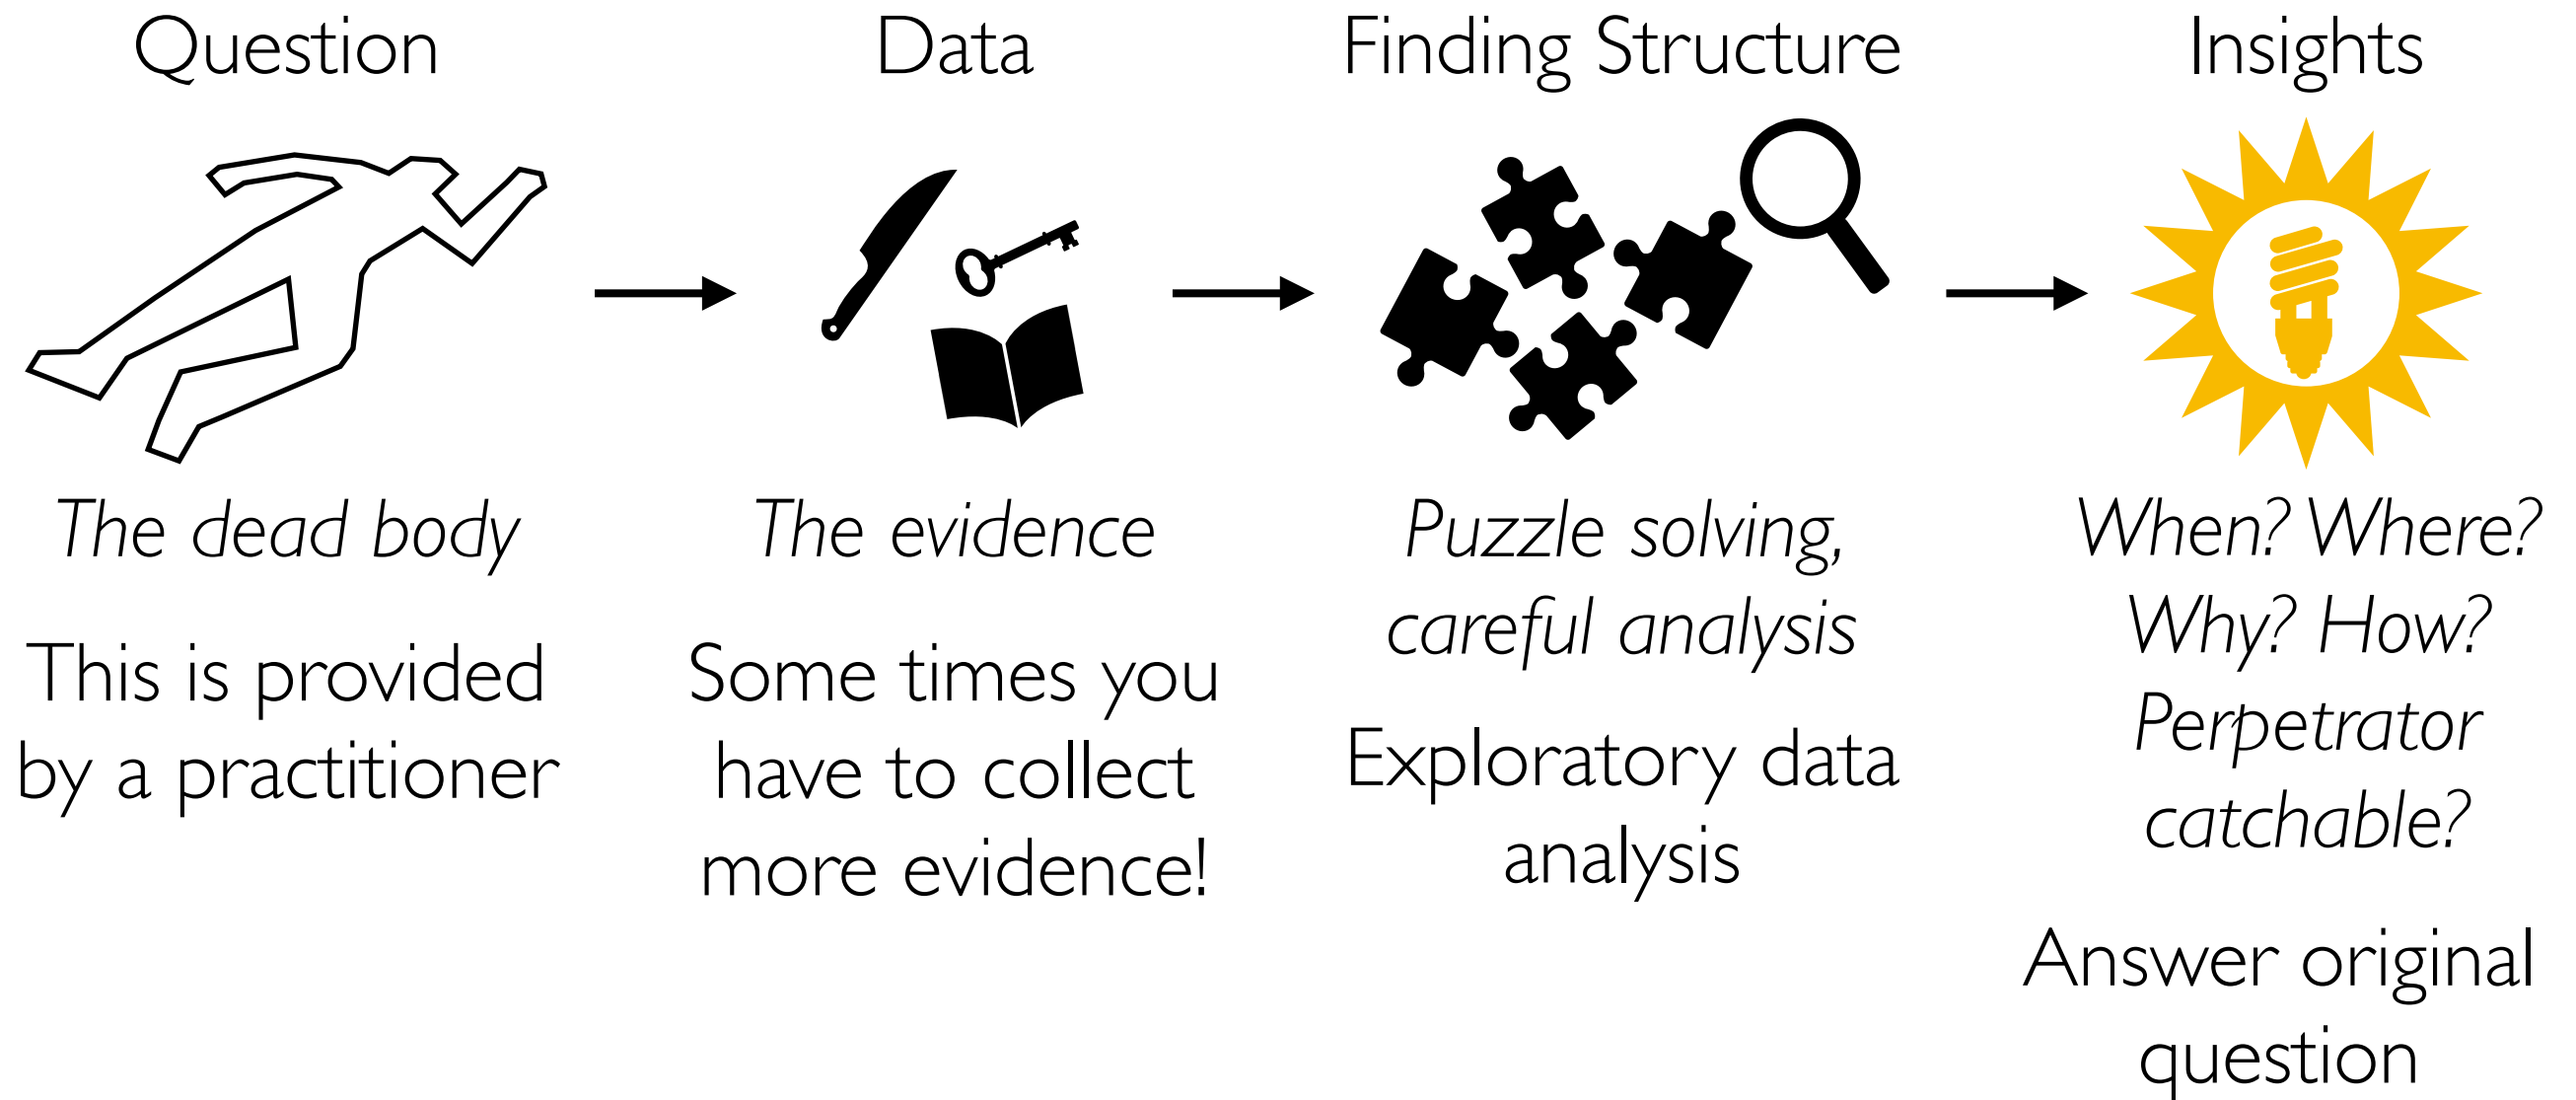 Question
The dead body
This is provided
by a practitioner
Data
The evidence
Some times you
have to collect
more evidence!
Finding Structure
Puzzle solving,
careful analysis
Exploratory data
analysis
Insights
When? Where?
Why? How?
Perpetrator
catchable?
Answer original
question